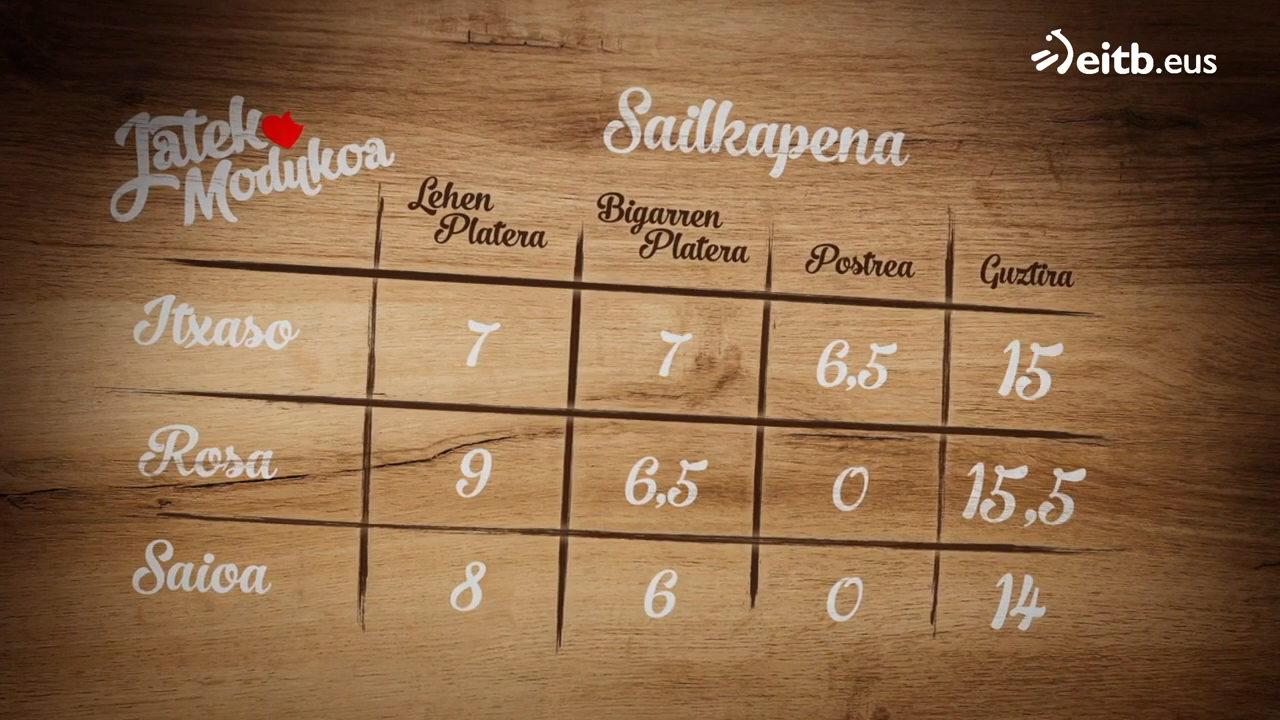 eitb.eus
Jatek
Modukoa
Sailkapena
Lehen
Platera
Bigarren
Platera
Postrea
Guztira
Itxaso 7 7 6,5 15
Rosa 9 6,5 0 15,5
Saioa 8 6 0 14